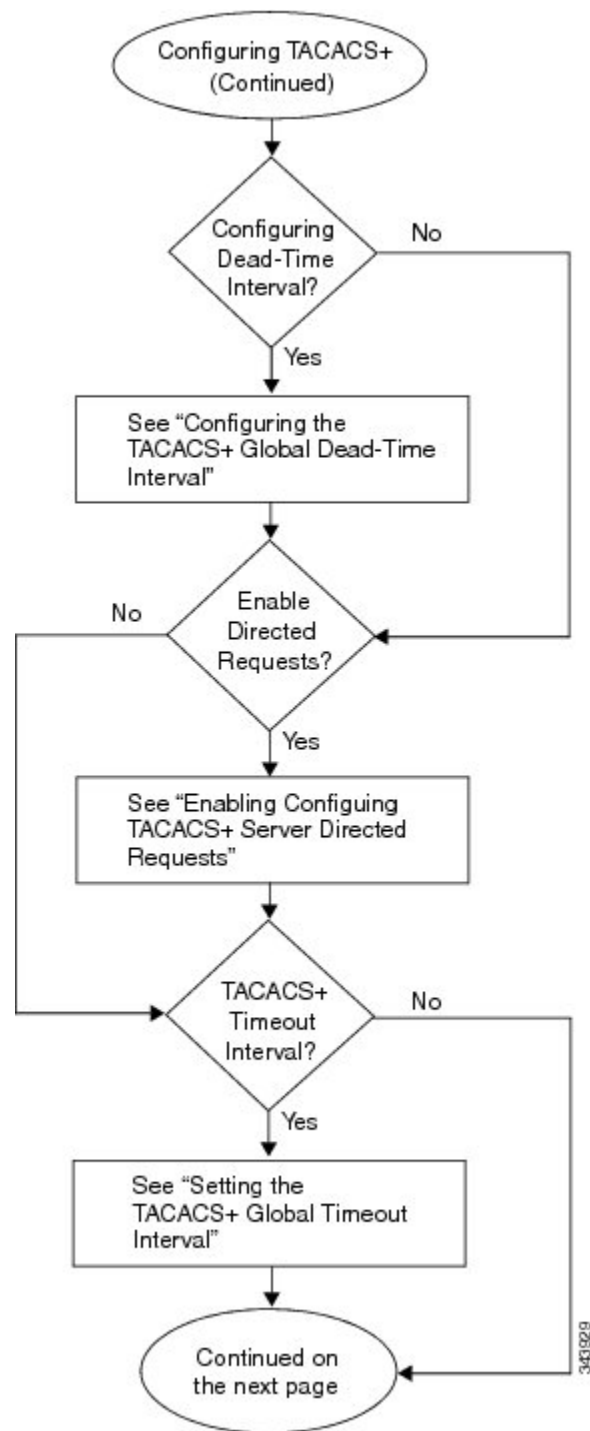 Configuring TACACS+
(Continued)
Configuring
Dead-Time
Interval?
No
Yes
See “Configuring the
TACACS+ Global Dead-Time
Interval”
No
Enable
Directed
Requests?
Yes
See “Enabling Configuing
TACACS+ Server Directed
Requests”
TACACS+
Timeout
Interval?
No
Yes
See “Setting the
TACACS+ Global Timeout
Interval”
Continued on
the next page
343929